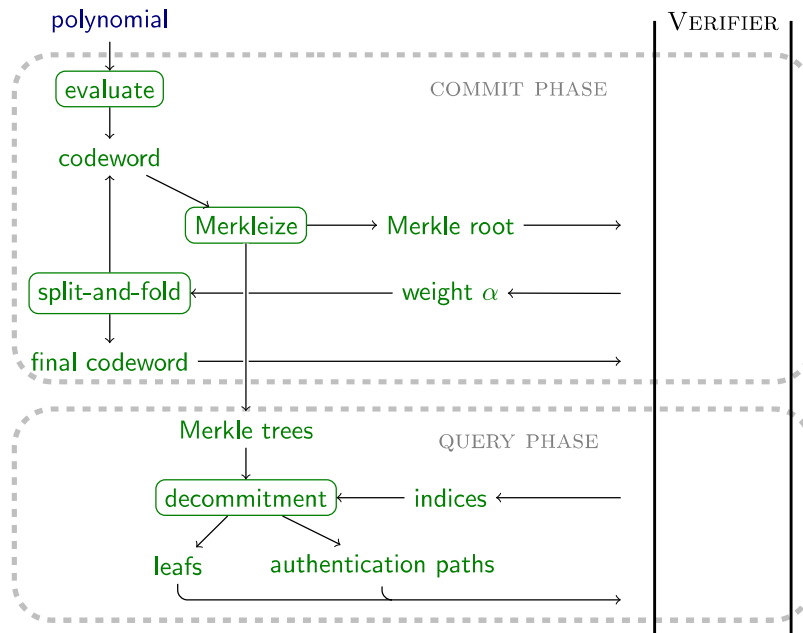 polynomial
VERIFIER
evaluate
COMMIT PHASE
codeword
Merkleize
Merkle root
split-and-fold
weight α
final codeword
Merkle trees
QUERY PHASE
decommitment
indices
leafs
authentication paths